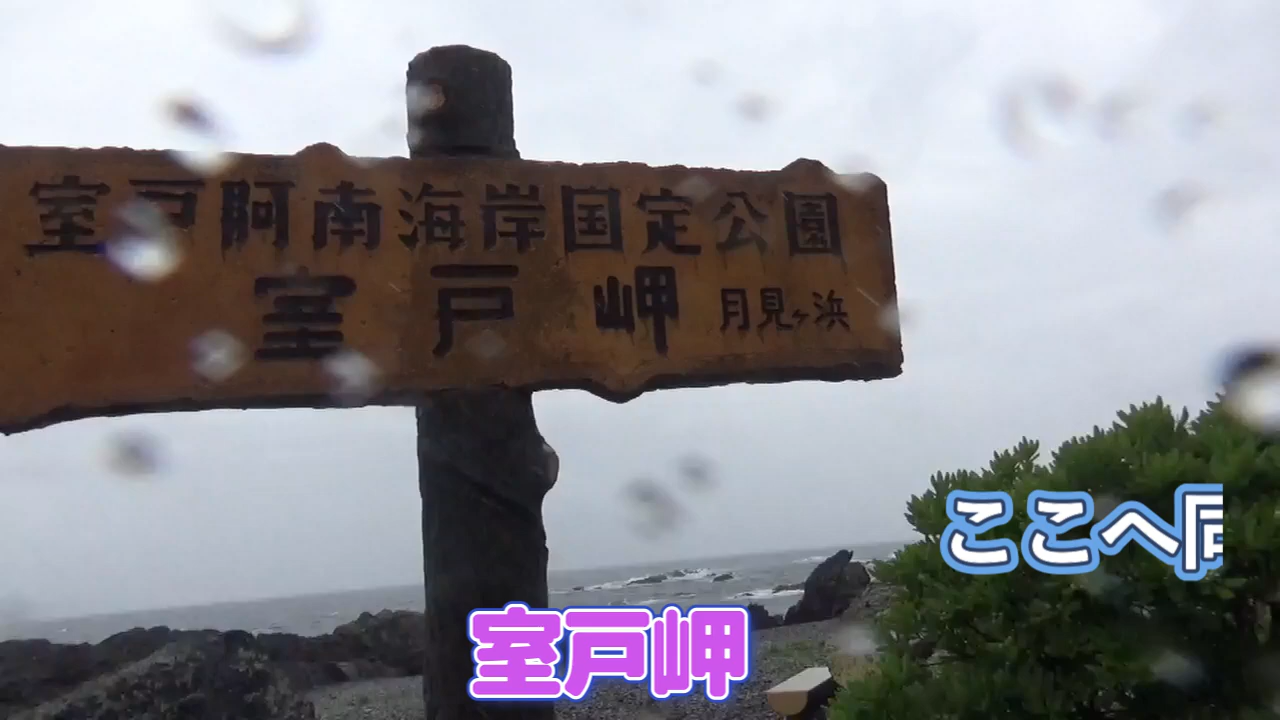 室戸阿南海岸国定公園
室戸岬 月見ヶ浜
ここへ
室戸岬